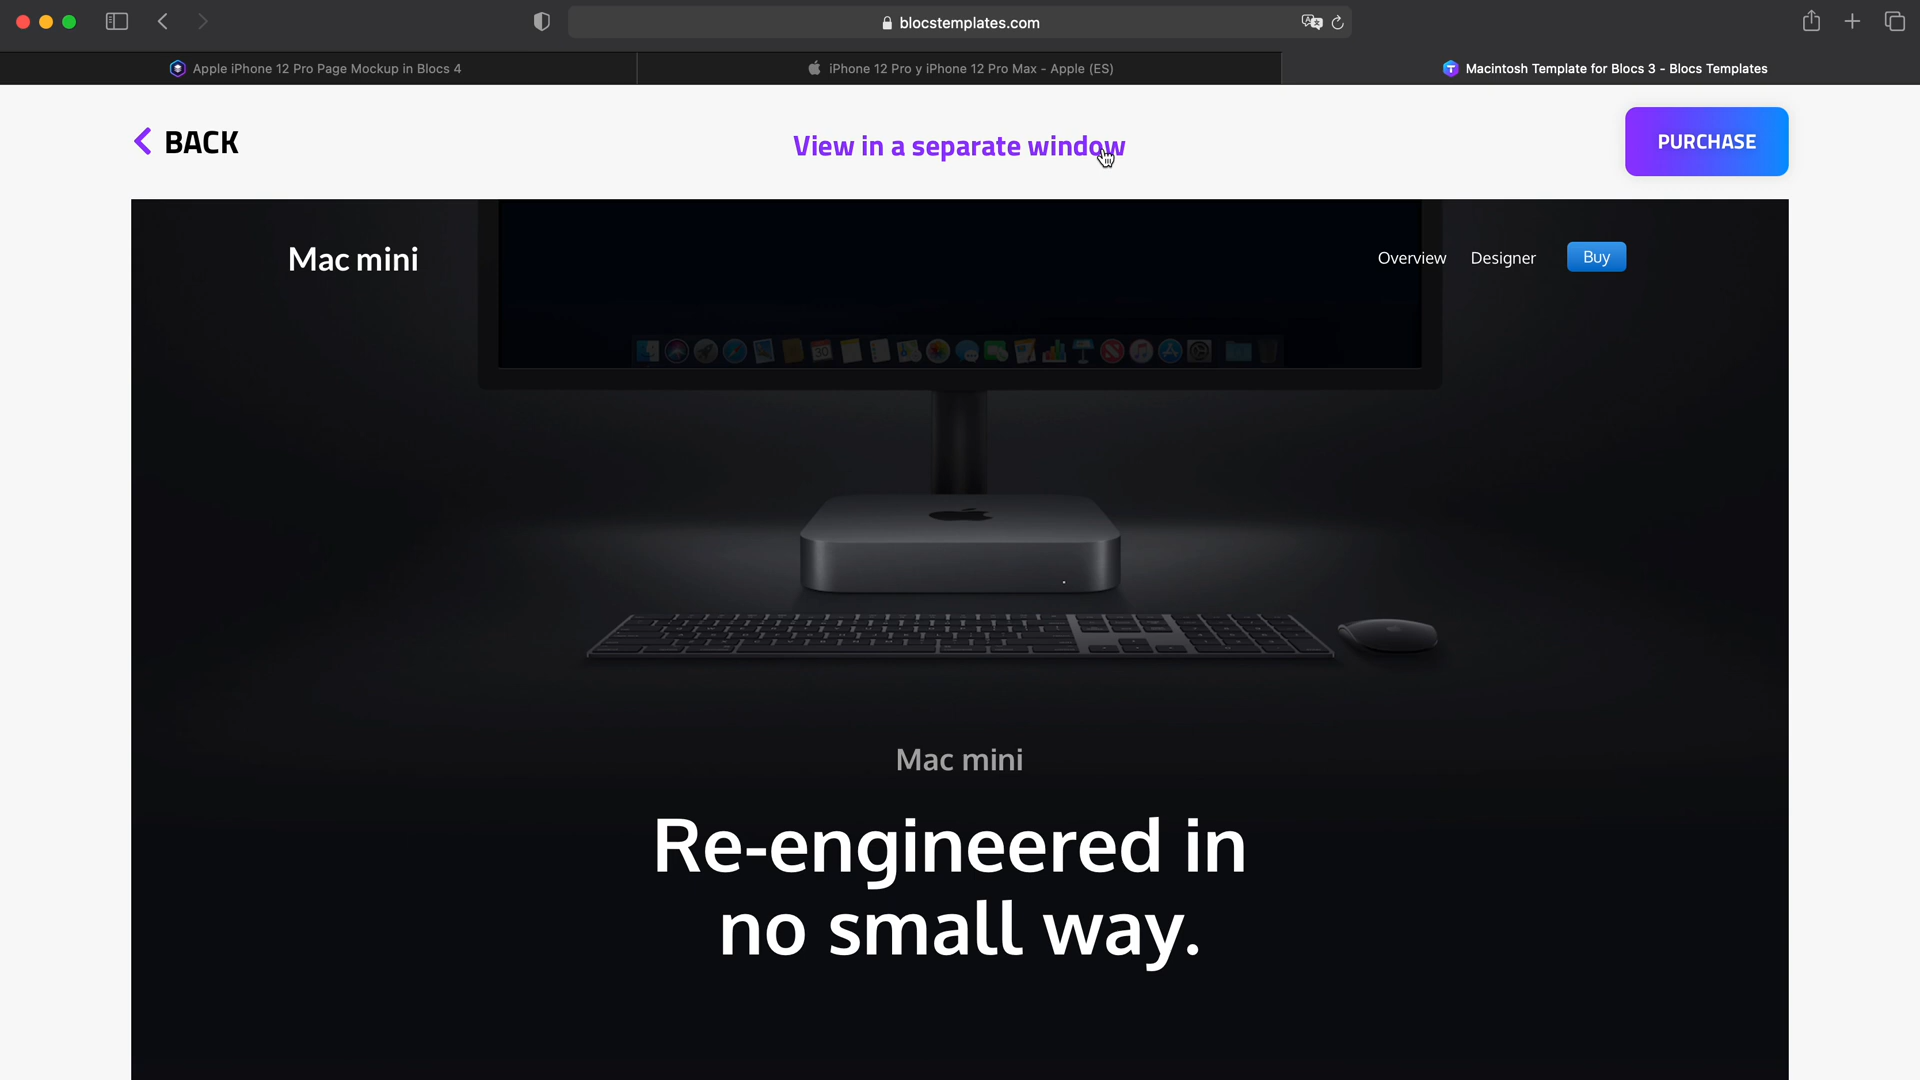 blocstemplates.com
Apple iPhone 12 Pro Page Mockup in Blocs 4
iPhone 12 Pro y iPhone 12 Pro Max - Apple (ES)
Macintosh Template for Blocs 3 - Blocs Templates
BACK
View in a separate window
PURCHASE
Mac mini
Overview
Designer
Buy
30
Mac mini
Re-engineered in
no small way.